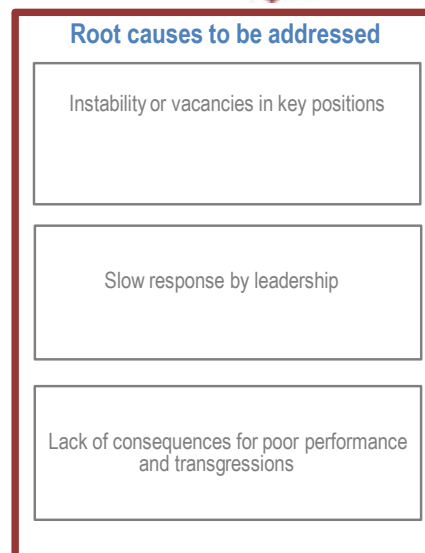 Root causes to be addressed
Instability or vacancies in key positions
Slow response by leadership
Lack of consequences for poor performance
and transgressions